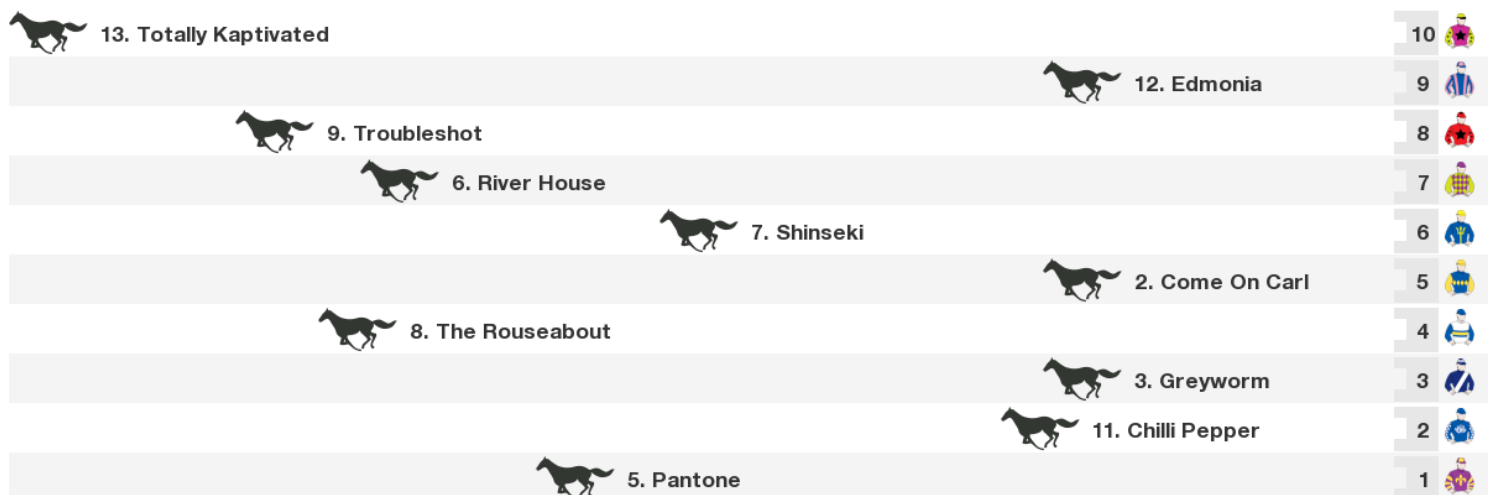 13. Totally Kaptivated 10
12. Edmonia 9
9. Troubleshot 8
6. River House 7
7. Shinseki 6
2. Come On Carl 5
8. The Rouseabout 4
3. Greyworm 3
11. Chilli Pepper 2
5. Pantone 1